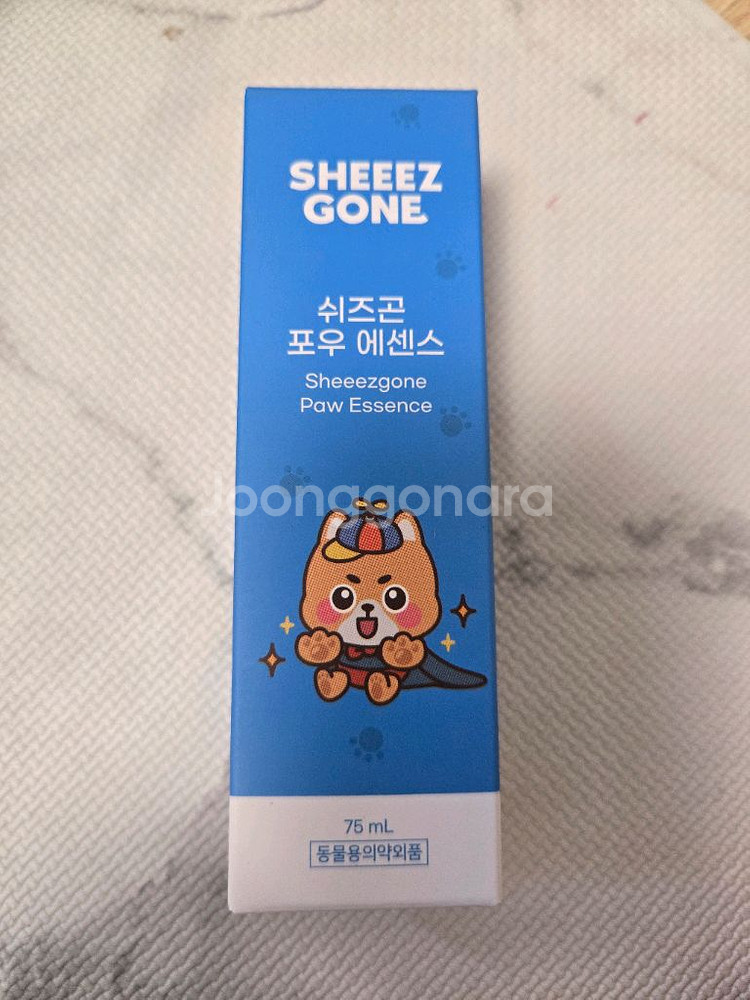 SHEEEZ
GONE
쉬즈곤
포우 에센스
Sheeezgone
Paw Essence
Joonggonara
75 mL
동물용의약외품